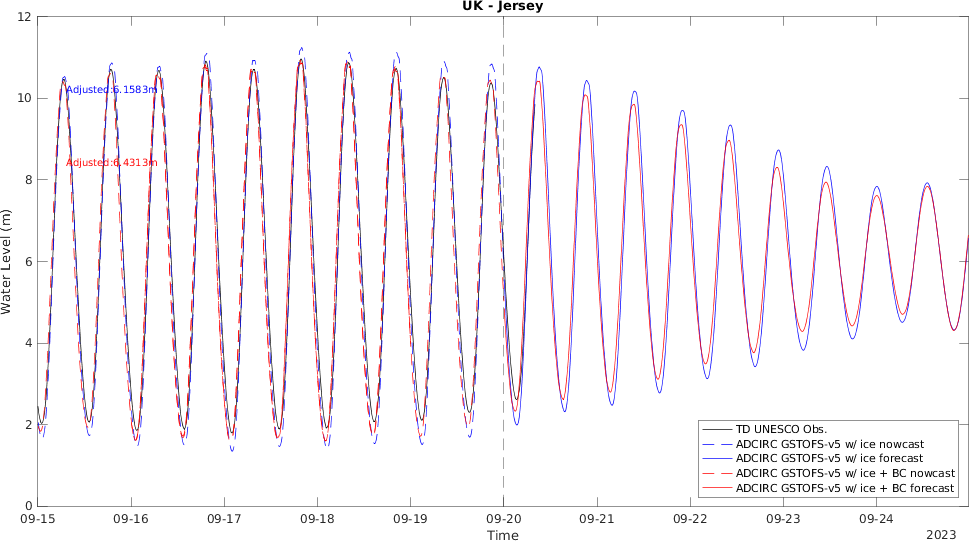 UK - Jersey
12
10
8
6
4
2
0
Water Level (m)
Adjusted:6.1583m
Adjusted:6.4313m
TD UNESCO Obs.
ADCIRC GSTOFS-v5 w/ ice nowcast
ADCIRC GSTOFS-v5 w/ ice forecast
ADCIRC GSTOFS-v5 w/ ice + BC nowcast
ADCIRC GSTOFS-v5 w/ ice + BC forecast
09-15 09-16 09-17 09-18 09-19 09-20 09-21 09-22 09-23 09-24
Time
2023